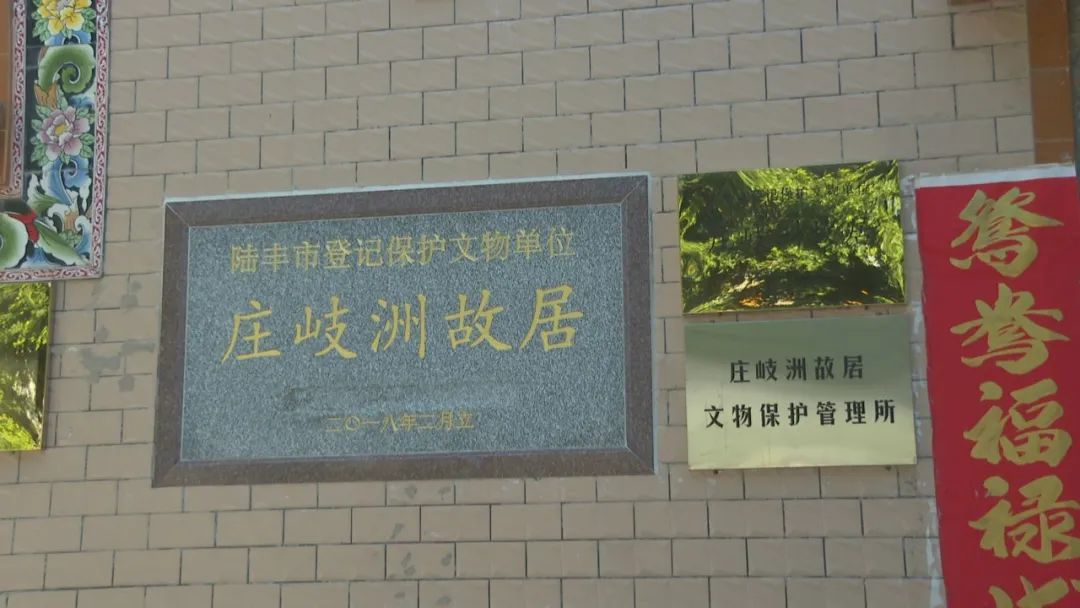 陆丰市登记保护文物单位
庄岐洲故居
二〇一八年二月立
庄岐洲故居
文物保护管理所
鸳鸯福禄